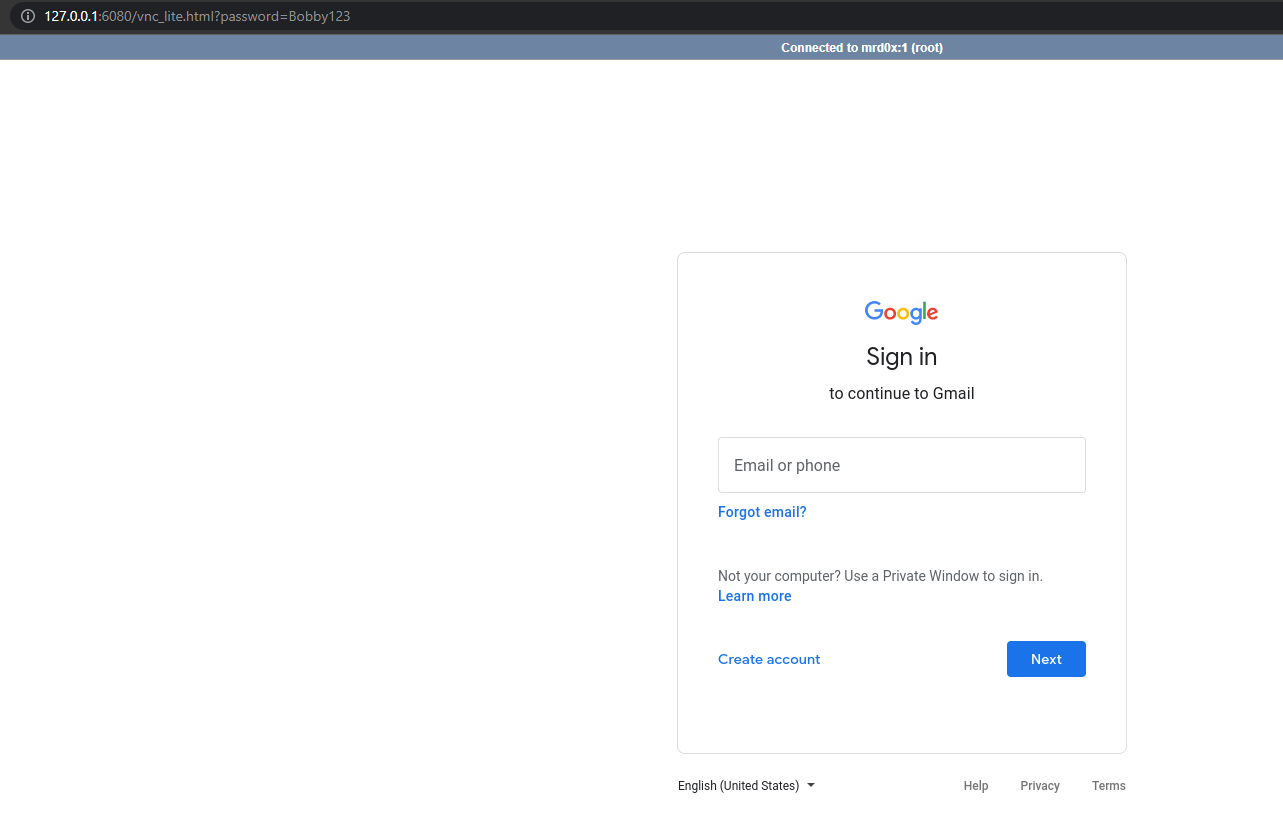 127.0.0.1:6080/vnc_lite.html?password=Bobby123
Connected to mrd0x:1 (root)
Google
Sign in
to continue to Gmail
Email or phone
Forgot email?
Not your computer? Use a Private Window to sign in.
Learn more
Create account Next
English (United States) Help Privacy Terms